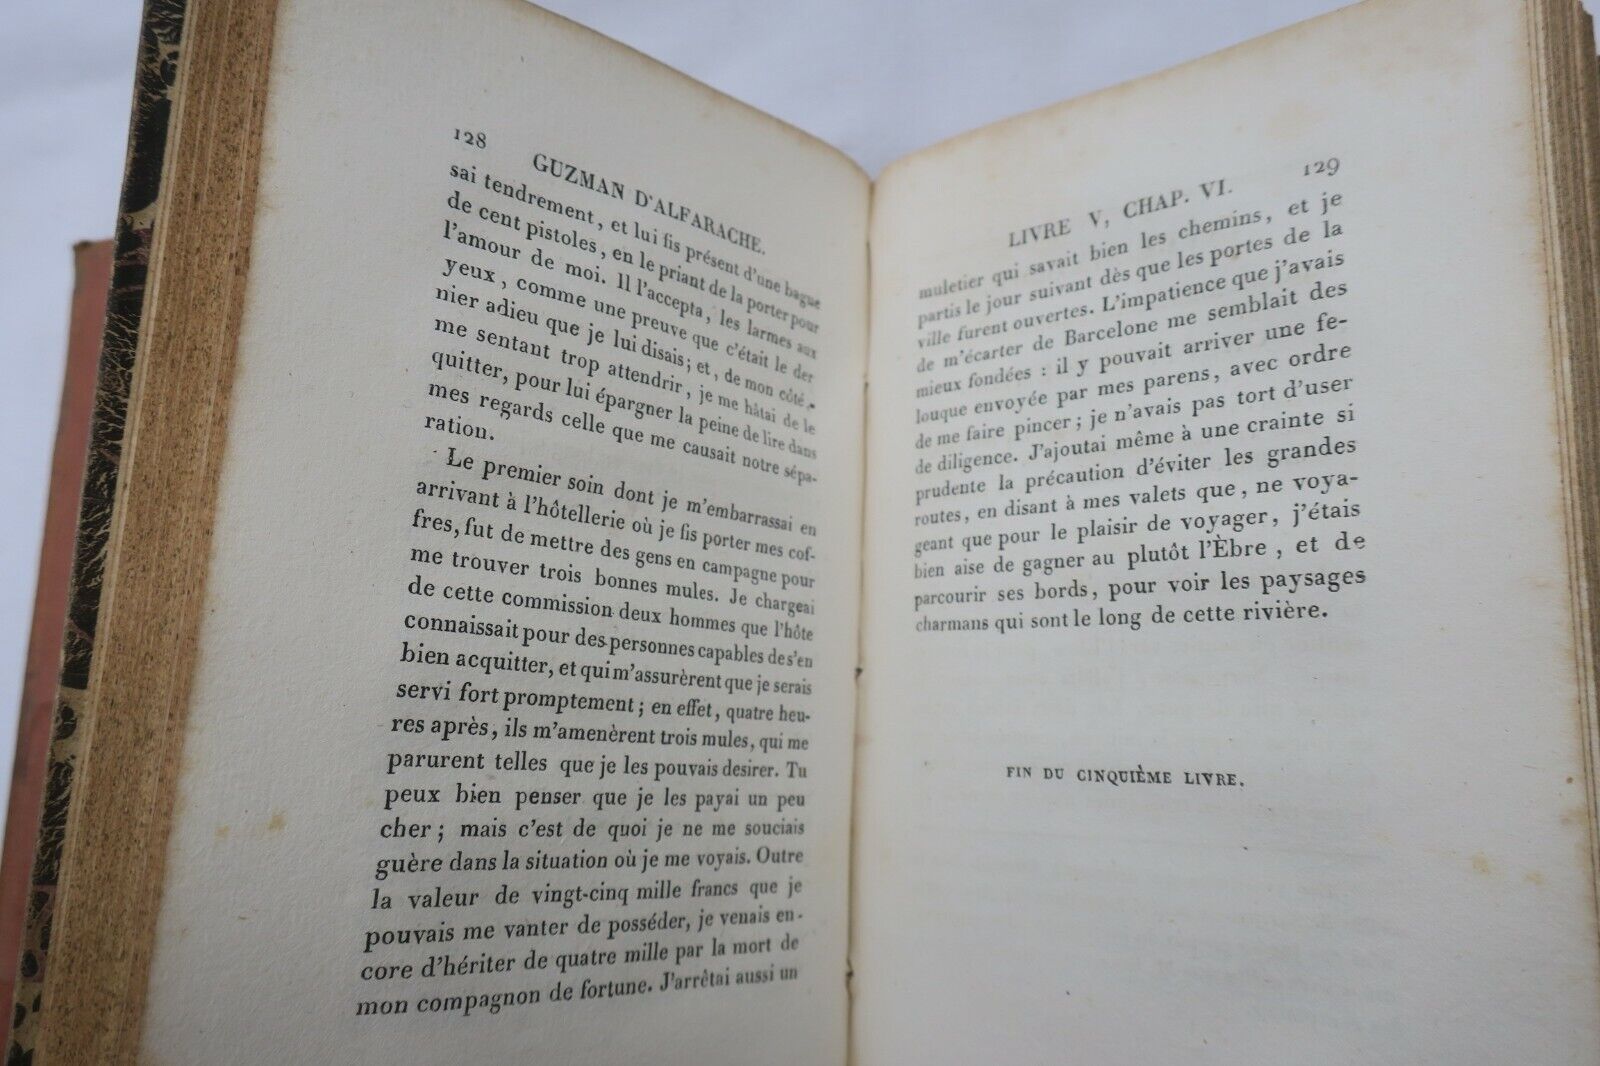 128
GUZMAN D'ALFARACHE.
sai tendrement, et lui fis présent d'une bague
de cent pistoles, en le priant de la porter pour
l'amour de moi. Il l'accepta, les larmes aux
yeux, comme une preuve que c'était le der
nier adieu que je lui disais; et, de mon côté,
me sentant trop attendrir, je me hâtai de le
quitter, pour lui épargner la peine de lire dans
mes regards celle que me causait notre sépa-
ration.
Le premier soin dont je m'embarrassai en
arrivant à l'hôtellerie où je fis porter mes cof-
fres, fut de mettre des gens en campagne pour
me trouver trois bonnes mules. Je chargeai
de cette commission deux hommes que l'hôte
connaissait pour des personnes capables de s'en
bien acquitter, et qui m'assurèrent que je serais
servi fort promptement; en effet, quatre heu-
res après, ils m'amenèrent trois mules, qui me
parurent telles que je les pouvais desirer. Tu
peux bien penser que je les payai un peu
cher; mais c'est de quoi je ne me souciais
guère dans la situation où je me voyais. Outre
la valeur de vingt-cinq mille francs que je
pouvais me vanter de posséder, je venais en-
core d'hériter de quatre mille par la mort de
mon compagnon de fortune. J'arrêtai aussi un
LIVRE V, CHAP. VI.
129
muletier qui savait bien les chemins, et je
partis le jour suivant dès que les portes de la
ville furent ouvertes. L'impatience que j'avais
de m'écarter de Barcelone me semblait des
mieux fondées : il y pouvait arriver une fe-
louque envoyée par mes parens, avec ordre
de me faire pincer; je n'avais pas tort d'user
de diligence. J'ajoutai même à une crainte si
prudente la précaution d'éviter les grandes
routes, en disant à mes valets que, ne voya-
geant que pour le plaisir de voyager, j'étais
bien aise de gagner au plutôt l'Èbre, et de
parcourir ses bords, pour voir les paysages
charmans qui sont le long de cette rivière.
FIN DU CINQUIÈME LIVRE.